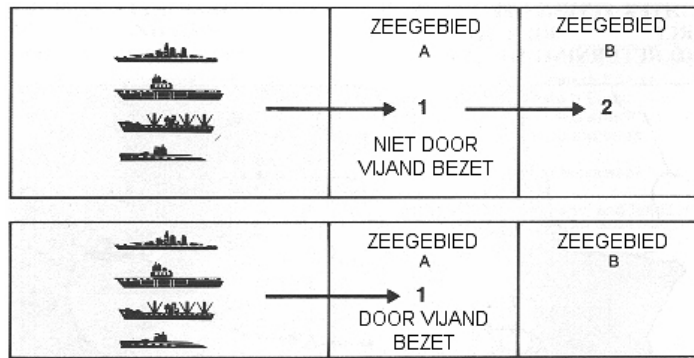 ZEEGEBIED
A
1
NIET DOOR
VIJAND BEZET
ZEEGEBIED
B
2
ZEEGEBIED
A
1
DOOR VIJAND
BEZET
ZEEGEBIED
B